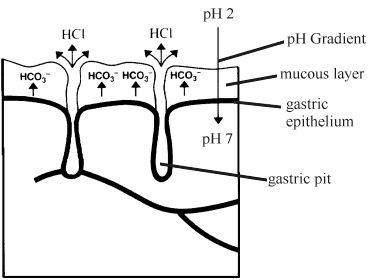 HCl
HCl
pH 2
pH Gradient
mucous layer
HCO₃⁻
HCO₃⁻
HCO₃⁻
HCO₃⁻
gastric
epithelium
pH 7
gastric pit